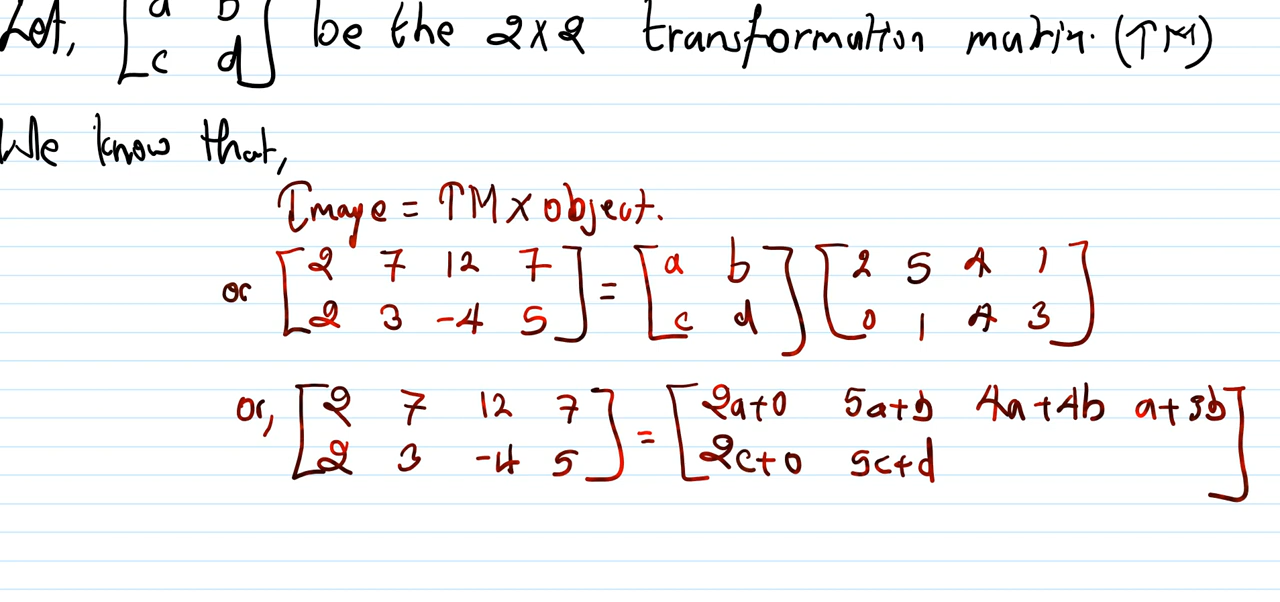 Let, [a b
c d] be the 2x2 transformation matrix. (TM)
We know that,
Image = TM X object.
or [2 7 12 7
2 3 -4 5] = [a b
c d] [2 5 4 1
0 1 4 3]
or, [2 7 12 7
2 3 -4 5] = [2a+0 5a+b 4a+4b a+3b
2c+0 5c+d]